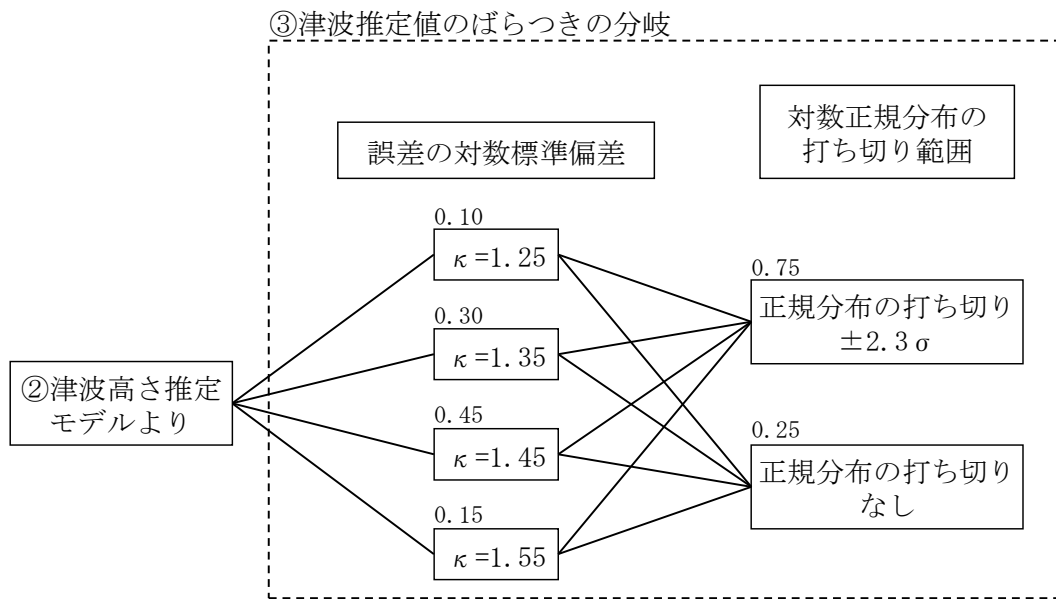 ③津波推定値のばらつきの分岐
誤差の対数標準偏差
対数正規分布の
打ち切り範囲
②津波高さ推定
モデルより
0.10
κ=1.25
0.30
κ=1.35
0.45
κ=1.45
0.15
κ=1.55
0.75
正規分布の打ち切り
±2.3σ
0.25
正規分布の打ち切り
なし